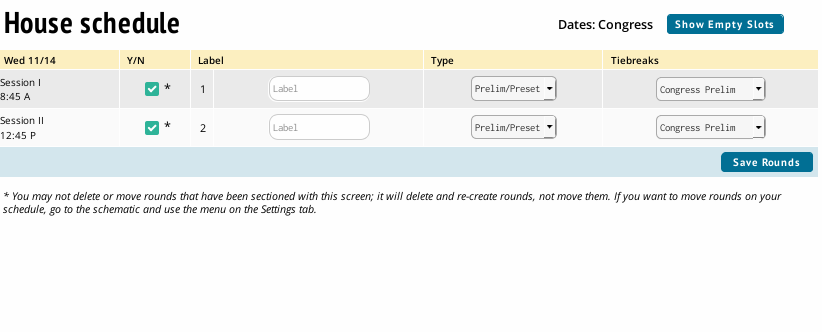 House schedule
Dates: Congress
Show Empty Slots
Wed 11/14 Y/N Label Type Tiebreaks
Session I
8:45 A
* 1 Label Prelim/Preset Congress Prelim
Session II
12:45 P
* 2 Label Prelim/Preset Congress Prelim
Save Rounds
* You may not delete or move rounds that have been sectioned with this screen; it will delete and re-create rounds, not move them. If you want to move rounds on your
schedule, go to the schematic and use the menu on the Settings tab.